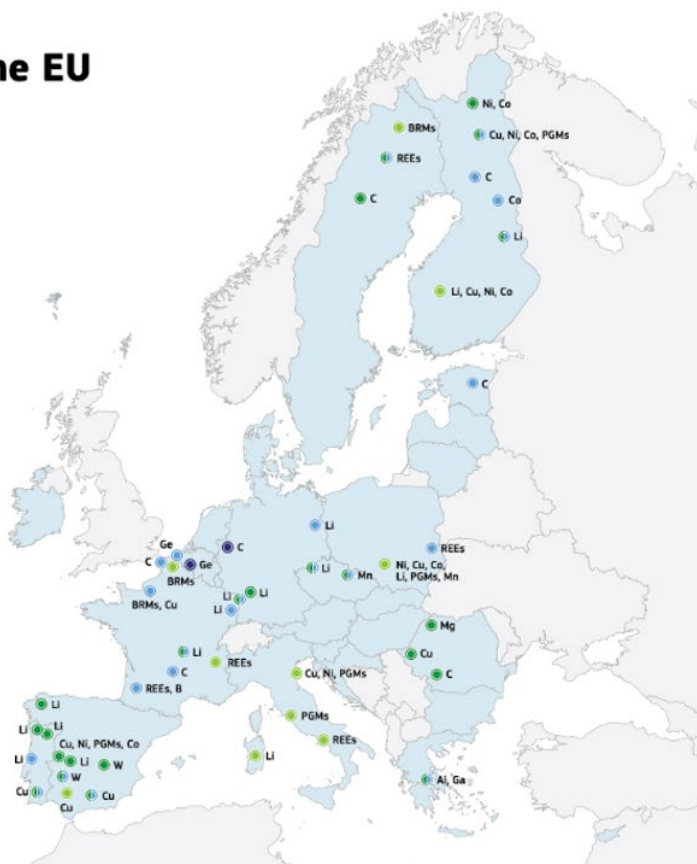 he EU
Ni, Co
BRMs
Cu, Ni, Co, PGMs
REEs
C
C
Co
Li
Li, Cu, Ni, Co
C
Li
Ge
C
REEs
C
Ge
BRMs
Li
Mn
Ni, Cu, Co,
Li, PGMs, Mn
BRMs, Cu
Li
Li
Li
Mg
Li
REEs
Cu
C
Cu, Ni, PGMs
C
REEs, B
Li
PGMs
Li
Li
REEs
Cu, Ni, PGMs, Co
Li
Li
W
Li
W
Ai, Ga
Cu
Cu
Cu